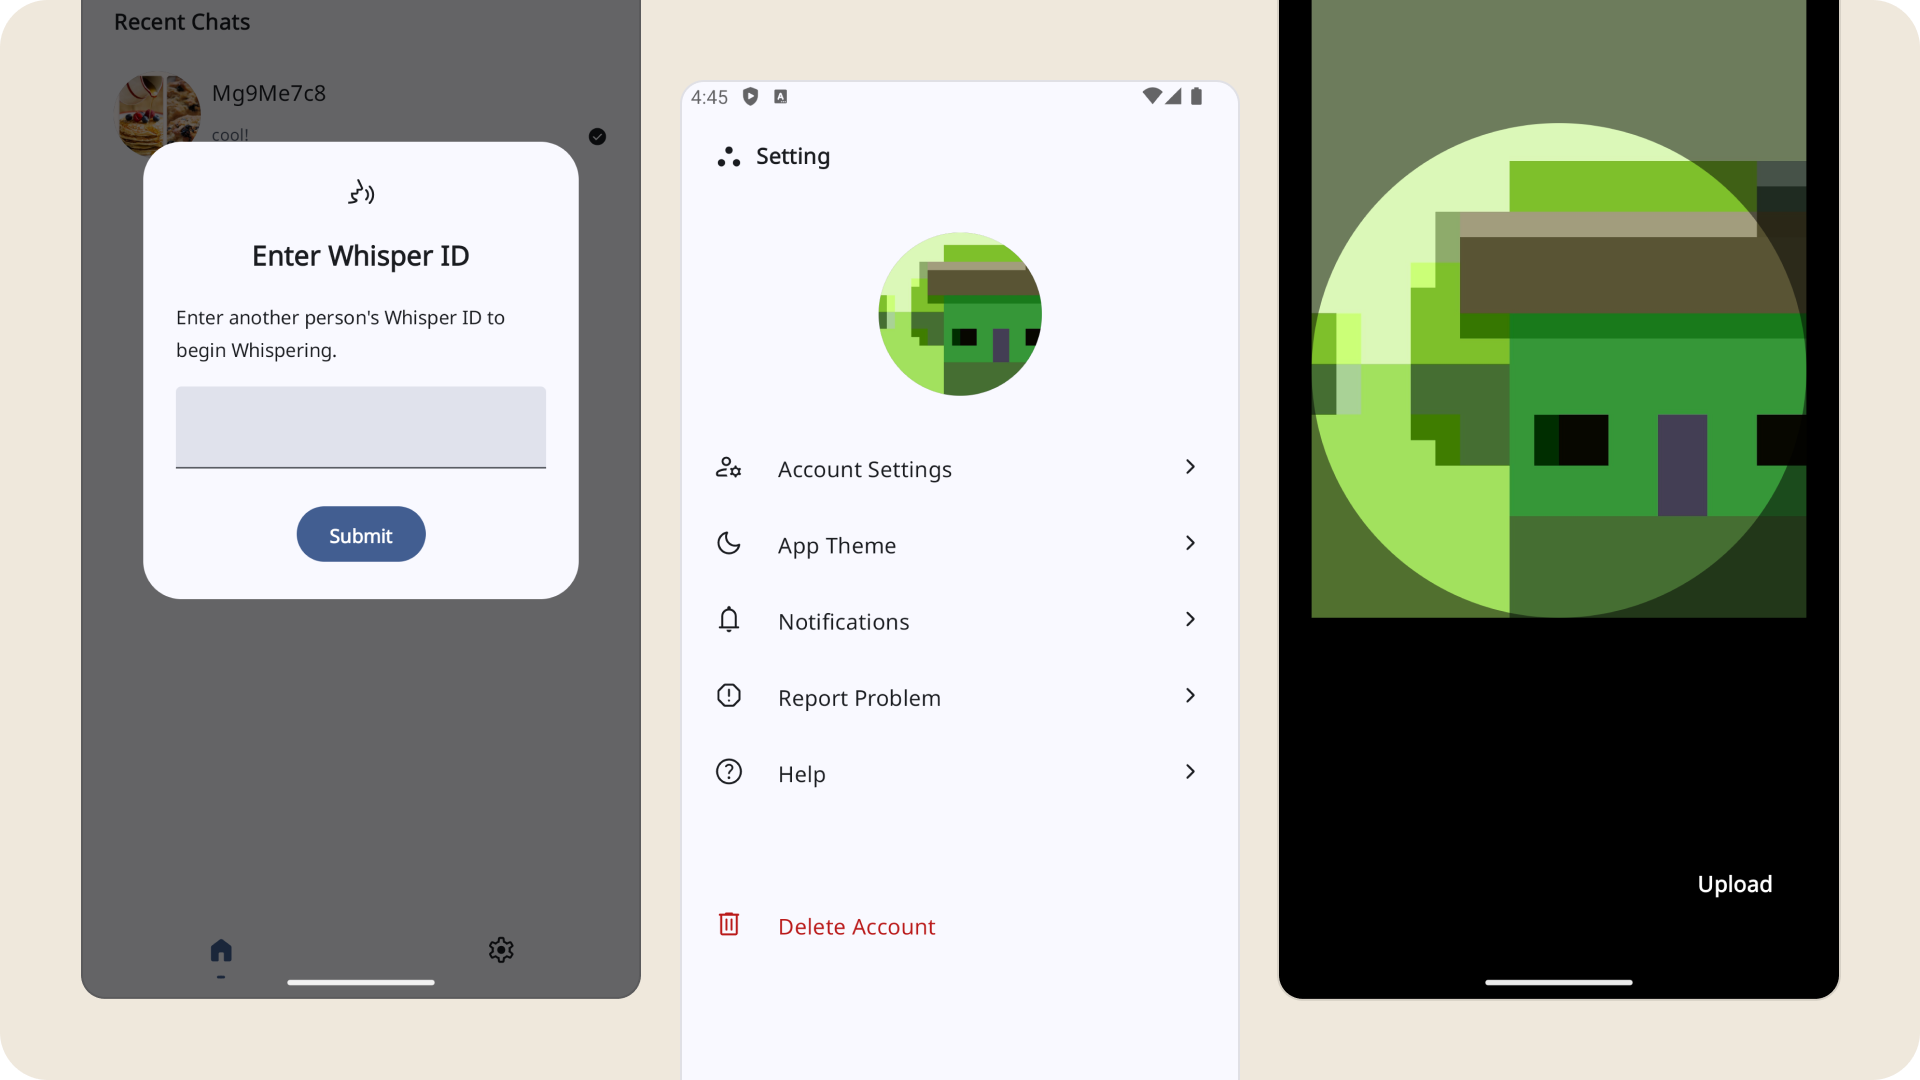 Recent Chats
Mg9Me7c8
cool!
Enter Whisper ID
Enter another person's Whisper ID to
begin Whispering.
Submit
4:45
A
Setting
Account Settings
App Theme
Notifications
Report Problem
Help
Delete Account
Upload